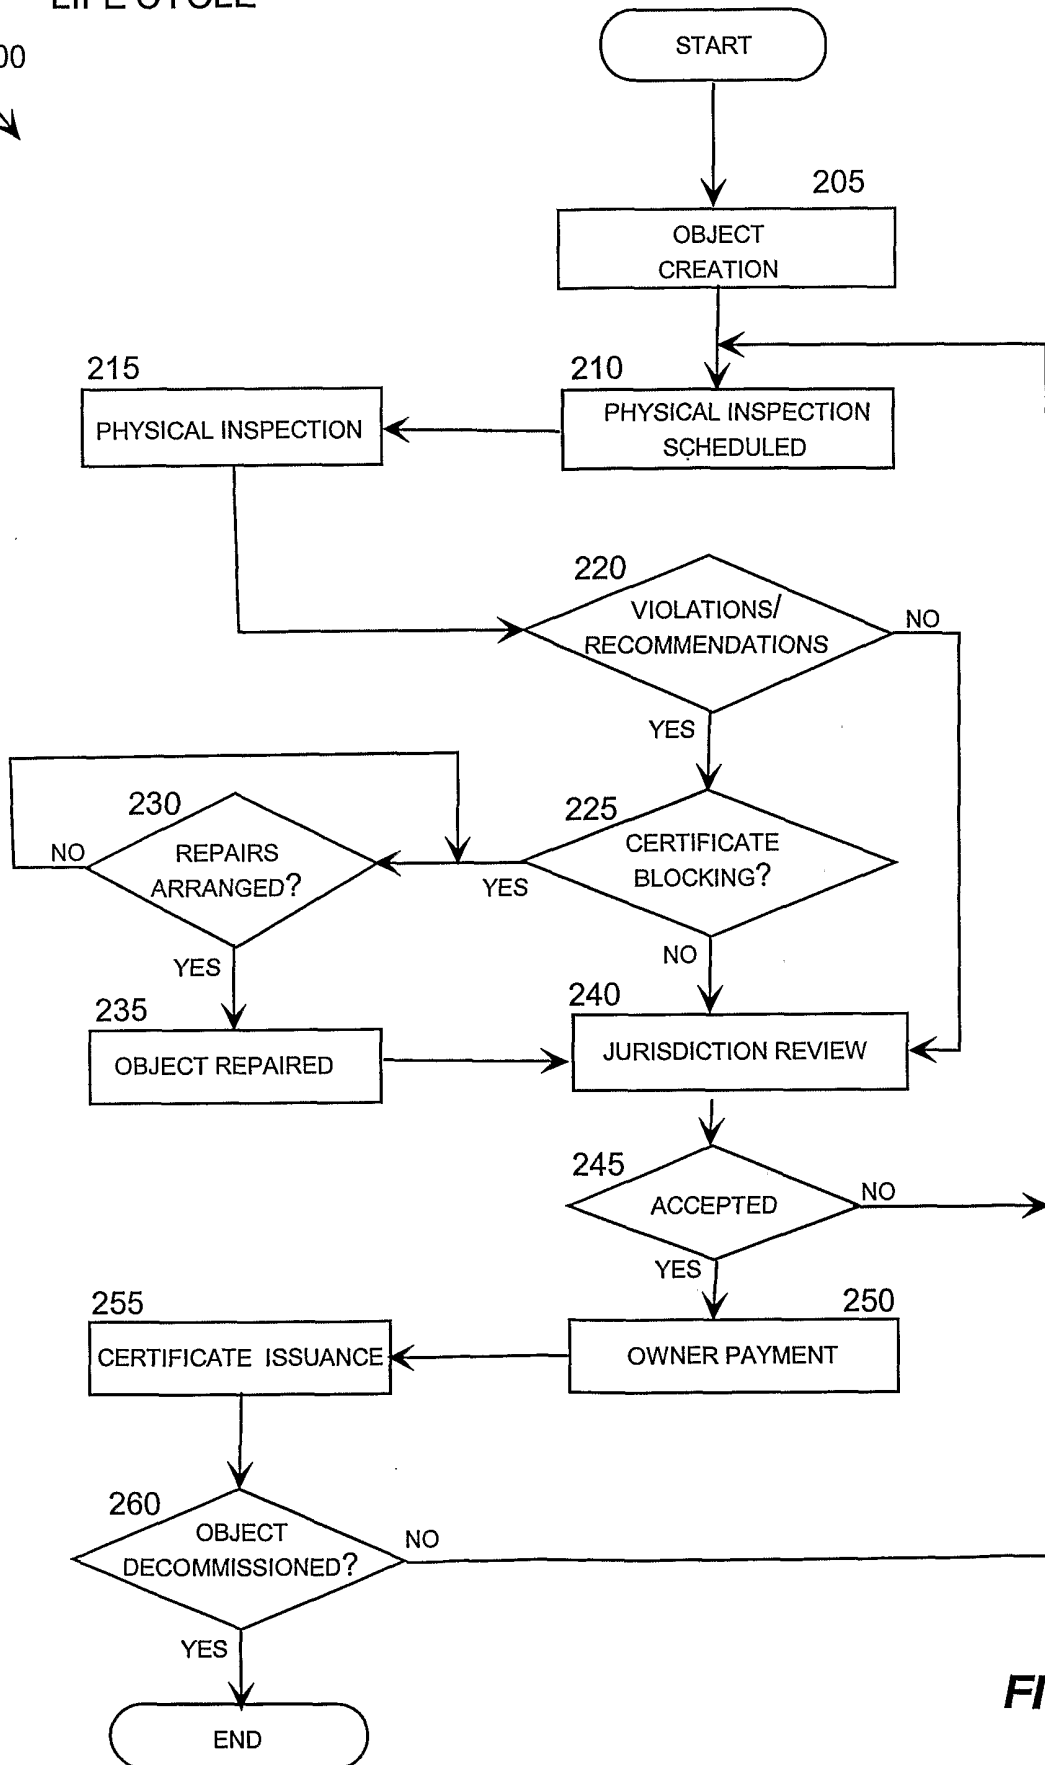 LIFE CYCLE
00
START
205
OBJECT
CREATION
215
210
PHYSICAL INSPECTION
PHYSICAL INSPECTION
SCHEDULED
220
VIOLATIONS/
RECOMMENDATIONS
NO
YES
230
225
NO
REPAIRS
ARRANGED?
CERTIFICATE
BLOCKING?
YES
YES
NO
235
240
OBJECT REPAIRED
JURISDICTION REVIEW
245
ACCEPTED
NO
YES
255
250
CERTIFICATE ISSUANCE
OWNER PAYMENT
260
OBJECT
DECOMMISSIONED?
NO
YES
FI
END